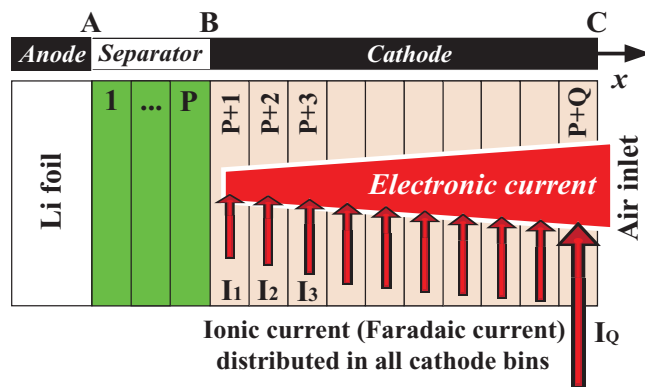 A B C
Anode Separator Cathode
x
1 ... P P+1 P+2 P+3 P+Q
Li foil
Electronic current
Air inlet
I1 I2 I3
Ionic current (Faradaic current) IQ
distributed in all cathode bins